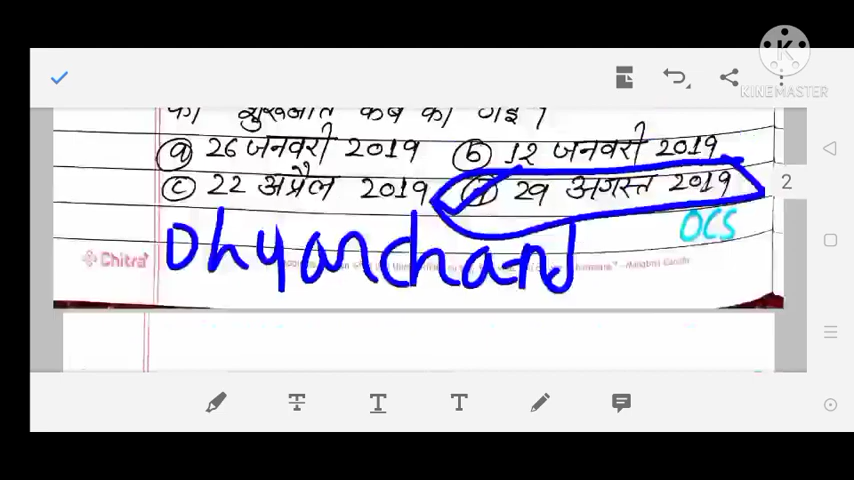 KINEMASTER
का शुरुआत कब की गई ?
ⓐ 26 जनवरी 2019 ⓑ 12 जनवरी 2019
ⓒ 22 अप्रैल 2019 ⓓ 29 अगस्त 2019
2
OCS
Dhyanchand
Chitra